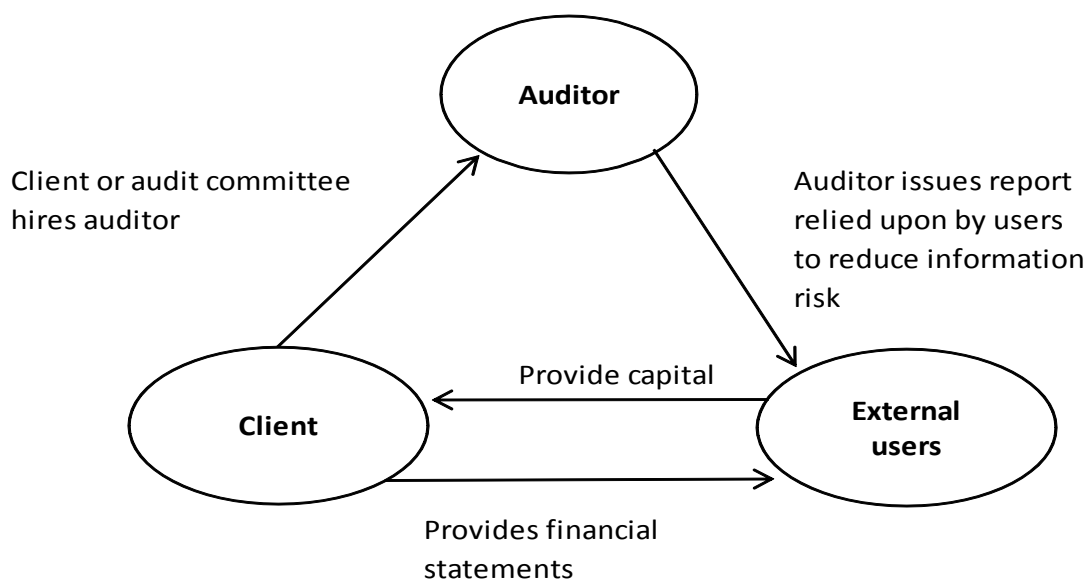 Auditor
Client or audit committee
hires auditor
Auditor issues report
relied upon by users
to reduce information
risk
Provide capital
Client
External
users
Provides financial
statements